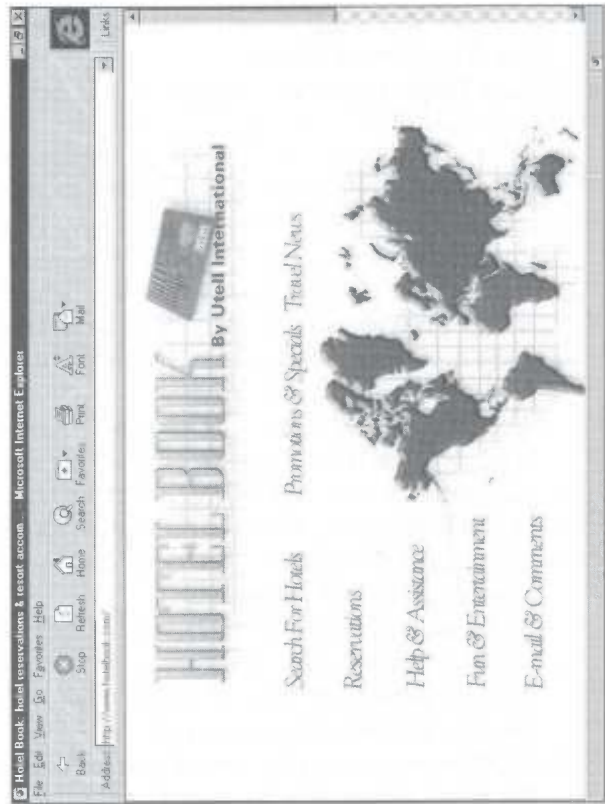 Hotel Book: hotel reservations & resort accom... - Microsoft Internet Explorer
File Edit View Go Favorites Help
Back Stop Refresh Home Search Favorites Print Font Mail
Address http://www.hotelbook.com/ Links
HOTEL BOOK
By Utell International
Search For Hotels Promotions & Specials Travel News
Reservations
Help & Assistance
Fun & Entertainment
E-mail & Comments